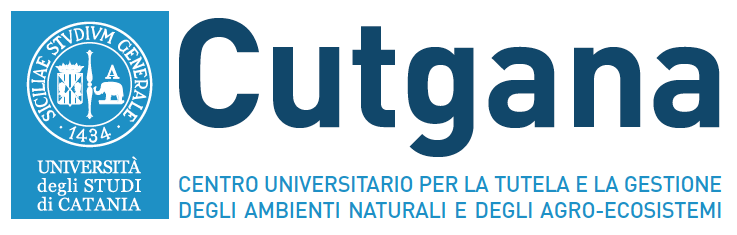 SICILIAE STVDIVM GENERALE
· 1434 ·
A
UNIVERSITÀ
degli STUDI
di CATANIA
Cutgana
CENTRO UNIVERSITARIO PER LA TUTELA E LA GESTIONE
DEGLI AMBIENTI NATURALI E DEGLI AGRO-ECOSISTEMI